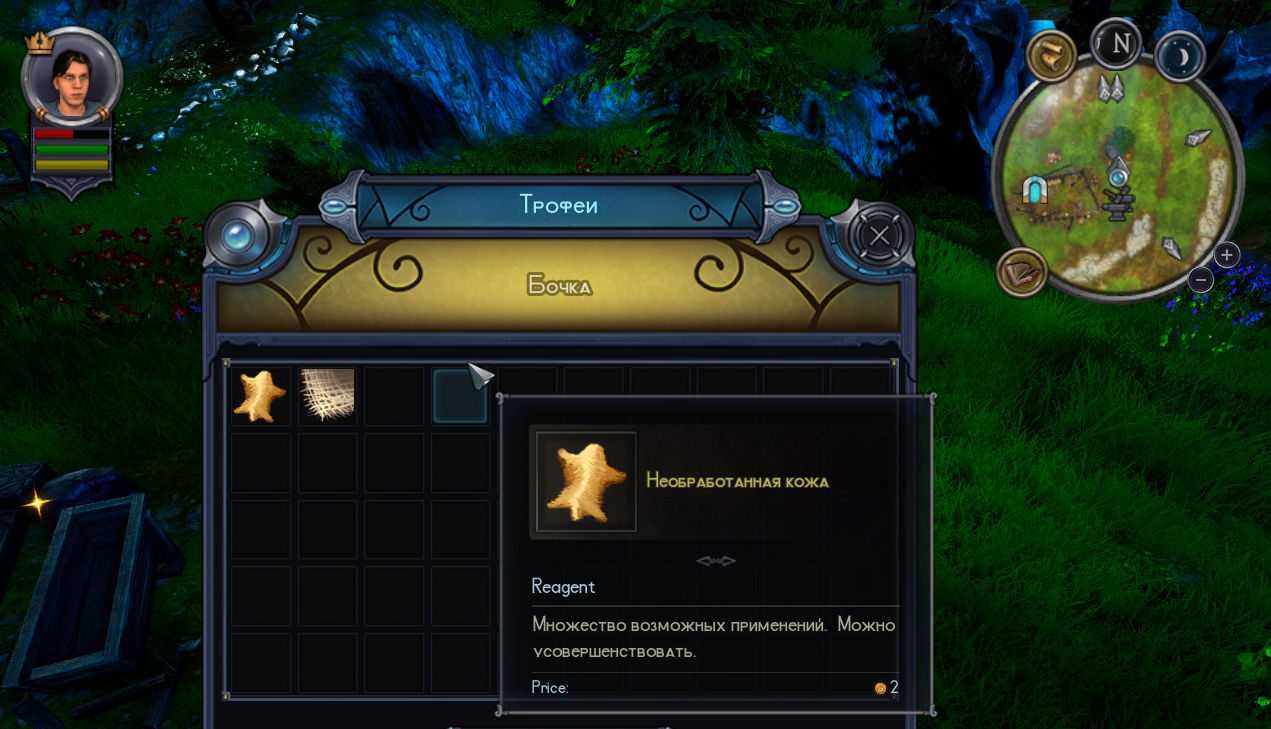 N
Трофеи
Бочка
Необработанная кожа
Reagent
Множество возможных применений. Можно
усовершенствовать.
Price: 2